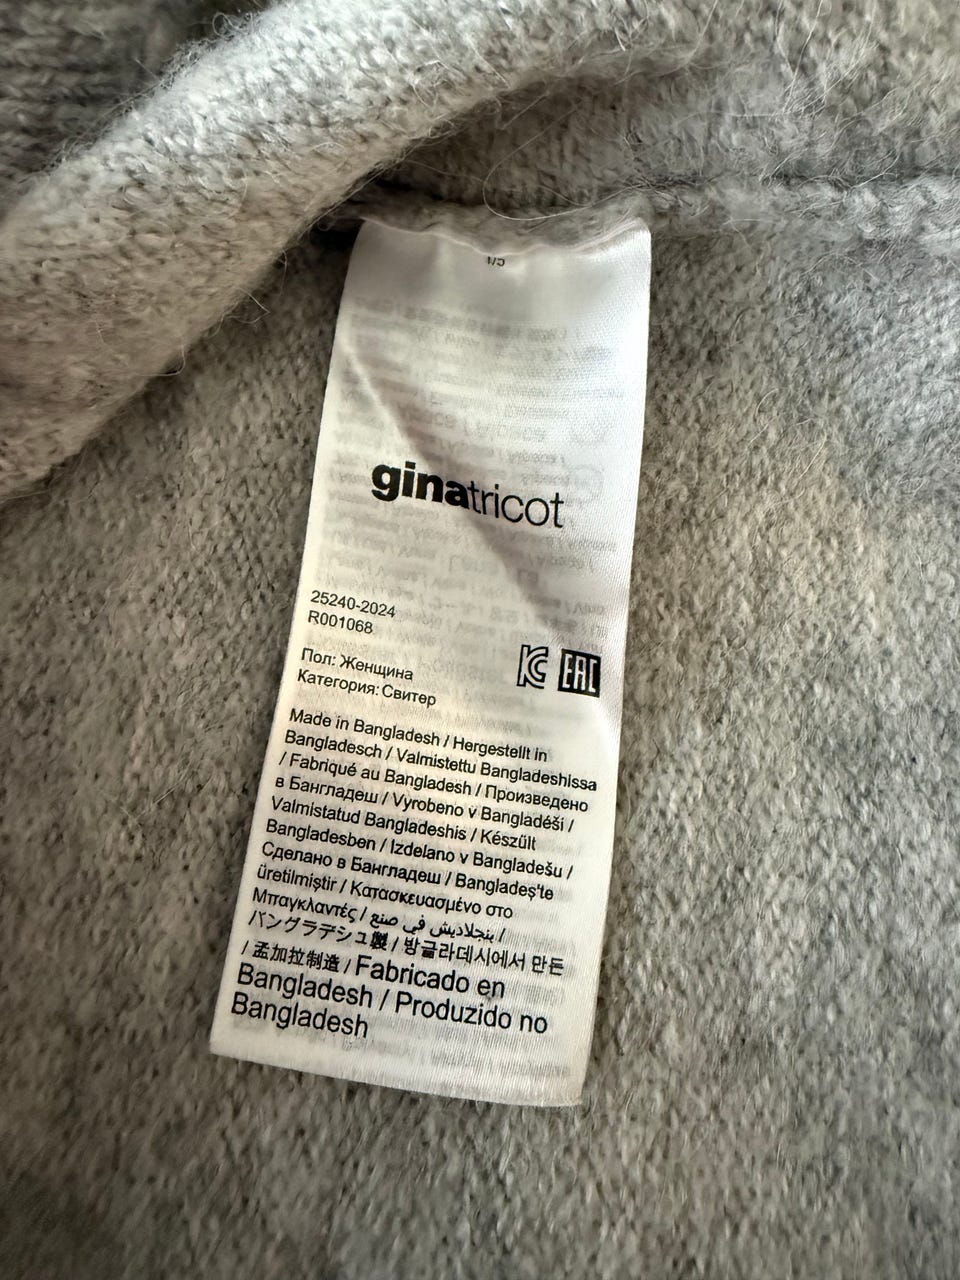 1/5
ginatricot
25240-2024
R001068
Пол: Женщина
Категория: Свитер
Made in Bangladesh / Hergestellt in
Bangladesch / Valmistettu Bangladeshissa
/ Fabriqué au Bangladesh / Произведено
в Бангладеш / Vyrobeno v Bangladéši /
Valmistatud Bangladeshis / Készült
Bangladesben / Izdelano v Bangladešu /
Сделано в Бангладеш / Bangladeş'te
üretilmiştir / Κατασκευασμένο στο
Μπαγκλαντές / بنجلاديش في صنع /
バングラデシュ製 / 방글라데시에서 만든
/ 孟加拉制造 / Fabricado en
Bangladesh / Produzido no
Bangladesh